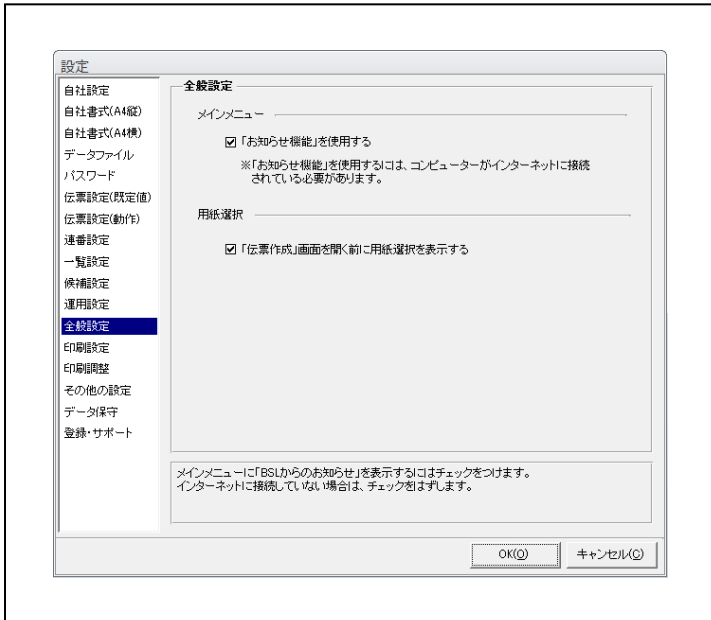 設定
自社設定
自社書式(A4縦)
自社書式(A4横)
データファイル
パスワード
伝票設定(既定値)
伝票設定(動作)
連番設定
一覧設定
候補設定
運用設定
全般設定
印刷設定
印刷調整
その他の設定
データ保守
登録・サポート
全般設定
メインメニュー
「お知らせ機能」を使用する
※「お知らせ機能」を使用するには、コンピューターがインターネットに接続
されている必要があります。
用紙選択
「伝票作成」画面を開く前に用紙選択を表示する
メインメニューに「BSLからのお知らせ」を表示するにはチェックをつけます。
インターネットに接続していない場合は、チェックをはずします。
OK(O)
キャンセル(C)